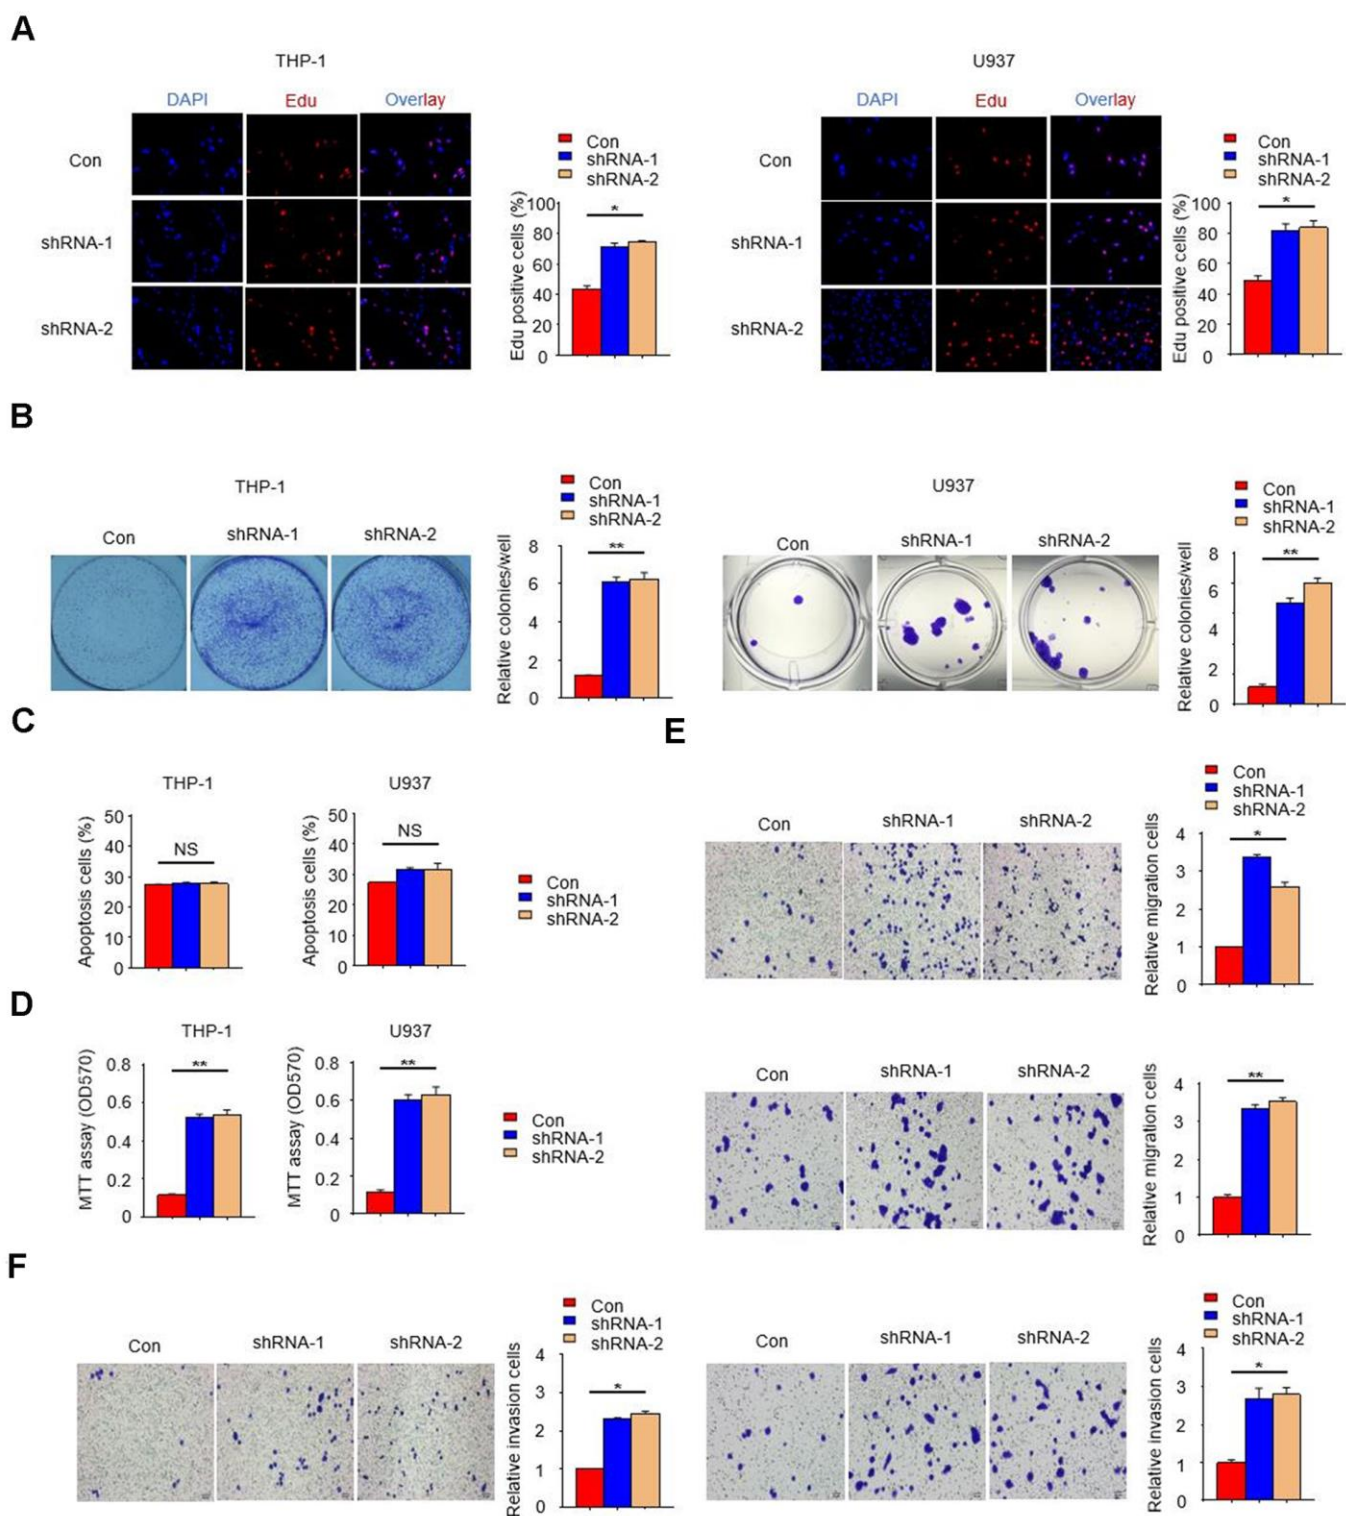 A
THP-1
DAPI Edu Overlay
Con
shRNA-1
shRNA-2
Con
shRNA-1
shRNA-2
Edu positive cells (%)
100
80
60
40
20
0
*
U937
DAPI Edu Overlay
Con
shRNA-1
shRNA-2
Con
shRNA-1
shRNA-2
Edu positive cells (%)
100
80
60
40
20
0
*
B
THP-1
Con shRNA-1 shRNA-2
Con
shRNA-1
shRNA-2
Relative colonies/well
8
6
4
2
0
**
U937
Con shRNA-1 shRNA-2
Con
shRNA-1
shRNA-2
Relative colonies/well
8
6
4
2
0
**
C
THP-1
Apoptosis cells (%)
50
40
30
20
10
0
NS
U937
Apoptosis cells (%)
50
40
30
20
10
0
NS
Con
shRNA-1
shRNA-2
D
THP-1
MTT assay (OD570)
0.8
0.6
0.4
0.2
0
**
U937
MTT assay (OD570)
0.8
0.6
0.4
0.2
0
**
Con
shRNA-1
shRNA-2
E
Con shRNA-1 shRNA-2
Con
shRNA-1
shRNA-2
Relative migration cells
4
3
2
1
0
*
Con shRNA-1 shRNA-2
Relative migration cells
4
3
2
1
0
**
F
Con shRNA-1 shRNA-2
Con
shRNA-1
shRNA-2
Relative invasion cells
4
3
2
1
0
*
Con shRNA-1 shRNA-2
Con
shRNA-1
shRNA-2
Relative invasion cells
4
3
2
1
0
*